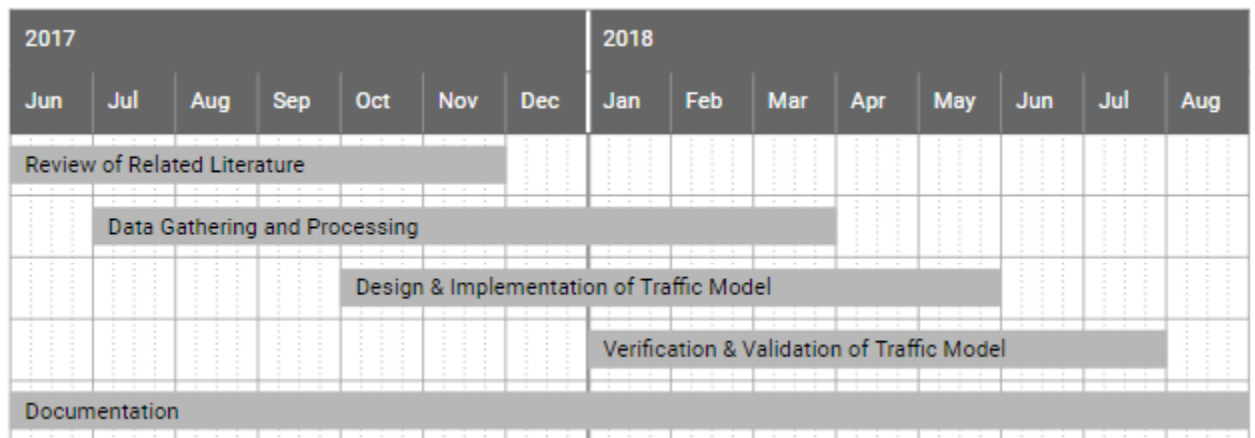 2017 2018
Jun Jul Aug Sep Oct Nov Dec Jan Feb Mar Apr May Jun Jul Aug
Review of Related Literature
Data Gathering and Processing
Design & Implementation of Traffic Model
Verification & Validation of Traffic Model
Documentation